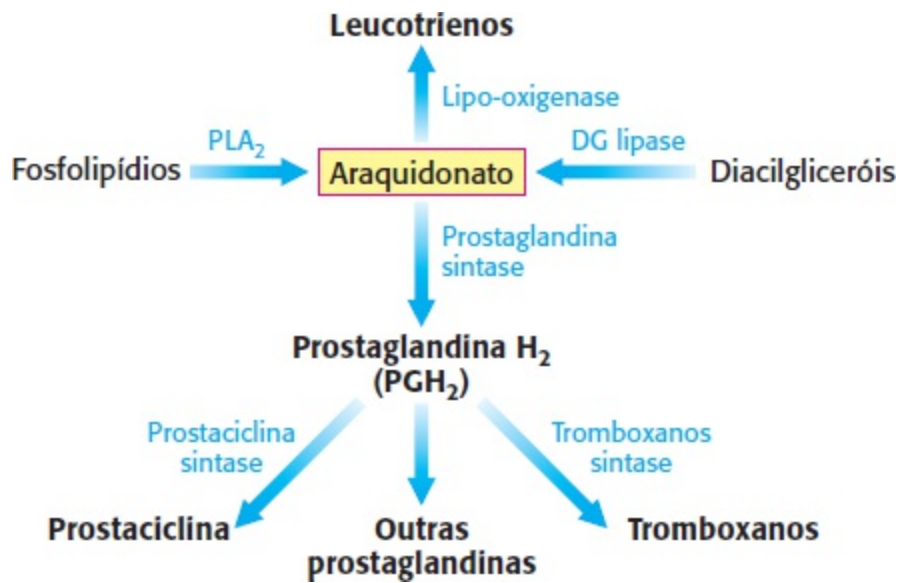 Leucotrienos
Lipo-oxigenase
PLA₂
DG lipase
Fosfolipídios
Araquidonato
Diacilgliceróis
Prostaglandina
sintase
Prostaglandina H₂
(PGH₂)
Prostaciclina
sintase
Tromboxanos
sintase
Prostaciclina
Outras
prostaglandinas
Tromboxanos